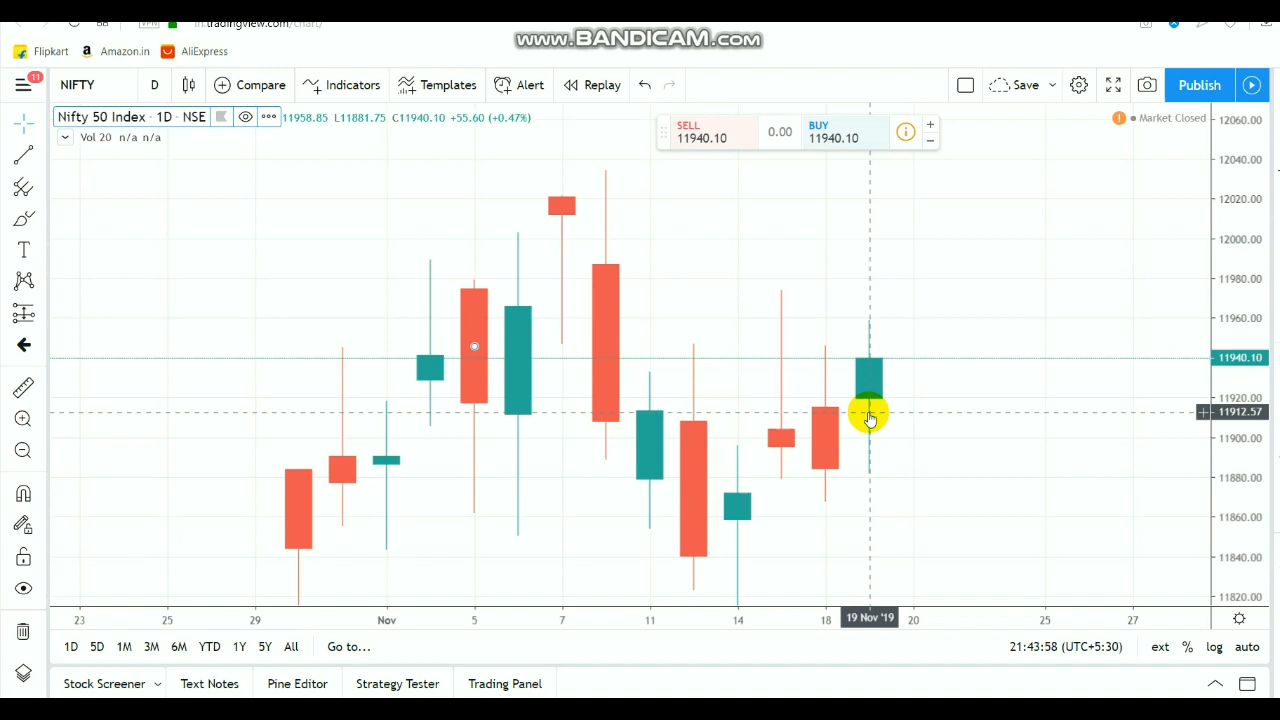 in.tradingview.com/chart/
www.BANDICAM.com
Flipkart Amazon.in AliExpress
11 NIFTY D Compare Indicators Templates Alert Replay Save Publish
Nifty 50 Index · 1D · NSE 11958.85 L11881.75 C11940.10 +55.60 (+0.47%)
Vol 20 n/a n/a
SELL 11940.10 0.00 BUY 11940.10 + −
! Market Closed
12060.00
12040.00
12020.00
12000.00
11980.00
11960.00
11940.10
11920.00
11912.57
11900.00
11880.00
11860.00
11840.00
11820.00
23 25 29 Nov 5 7 11 14 18 19 Nov '19 20 25 27
1D 5D 1M 3M 6M YTD 1Y 5Y All Go to... 21:43:58 (UTC+5:30) ext % log auto
Stock Screener Text Notes Pine Editor Strategy Tester Trading Panel